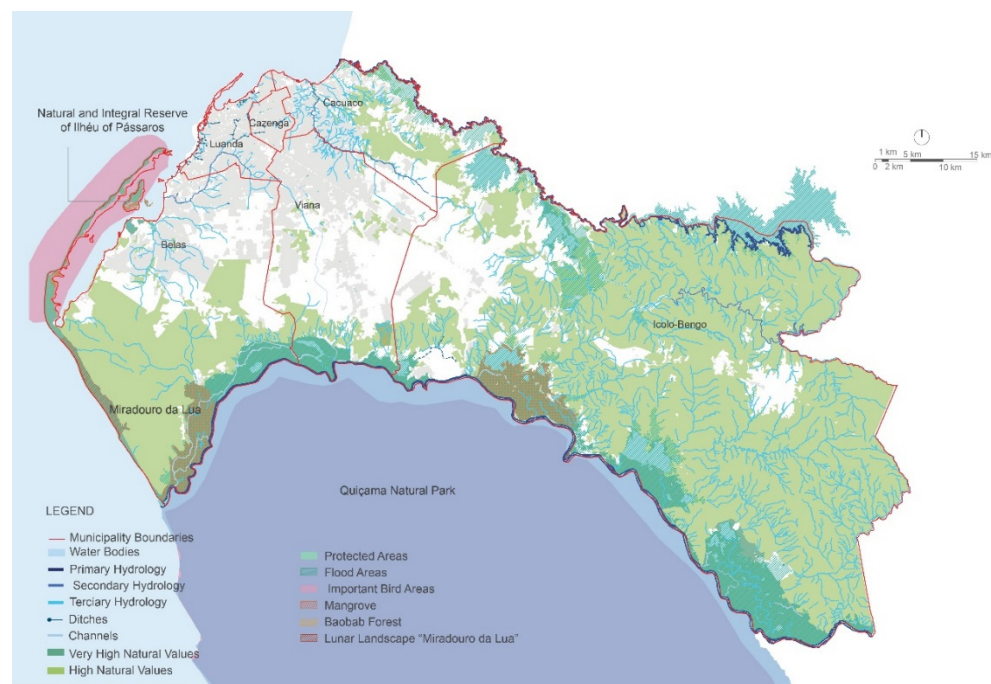 Natural and Integral Reserve
of Ilhéu of Pássaros
Cacuaco
Cazenga
Luanda
Viana
Belas
Icolo-Bengo
Miradouro da Lua
Quiçama Natural Park
1 km 5 km 15 km
0 2 km 10 km
LEGEND
Municipality Boundaries
Water Bodies
Primary Hydrology
Secondary Hydrology
Terciary Hydrology
Ditches
Channels
Very High Natural Values
High Natural Values
Protected Areas
Flood Areas
Important Bird Areas
Mangrove
Baobab Forest
Lunar Landscape “Miradouro da Lua”